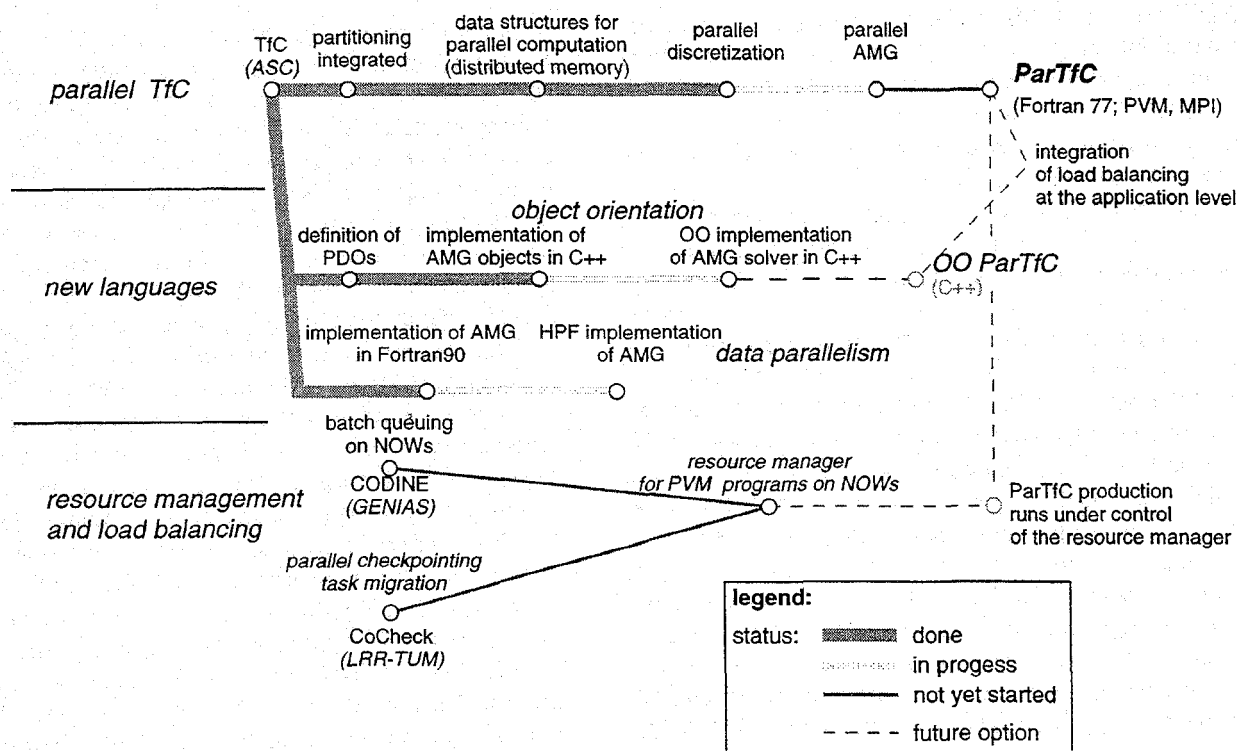 TfC
(ASC)
partitioning
integrated
data structures for
parallel computation
(distributed memory)
parallel
discretization
parallel
AMG
parallel TfC
ParTfC
(Fortran 77; PVM, MPI)
integration
of load balancing
at the application level
object orientation
definition of
PDOs
implementation of
AMG objects in C++
OO implementation
of AMG solver in C++
OO ParTfC
(C++)
new languages
implementation of AMG
in Fortran90
HPF implementation
of AMG
data parallelism
batch queuing
on NOWs
CODINE
(GENIAS)
resource manager
for PVM programs on NOWs
resource management
and load balancing
ParTfC production
runs under control
of the resource manager
parallel checkpointing
task migration
CoCheck
(LRR-TUM)
legend:
status:
done
in progess
not yet started
future option